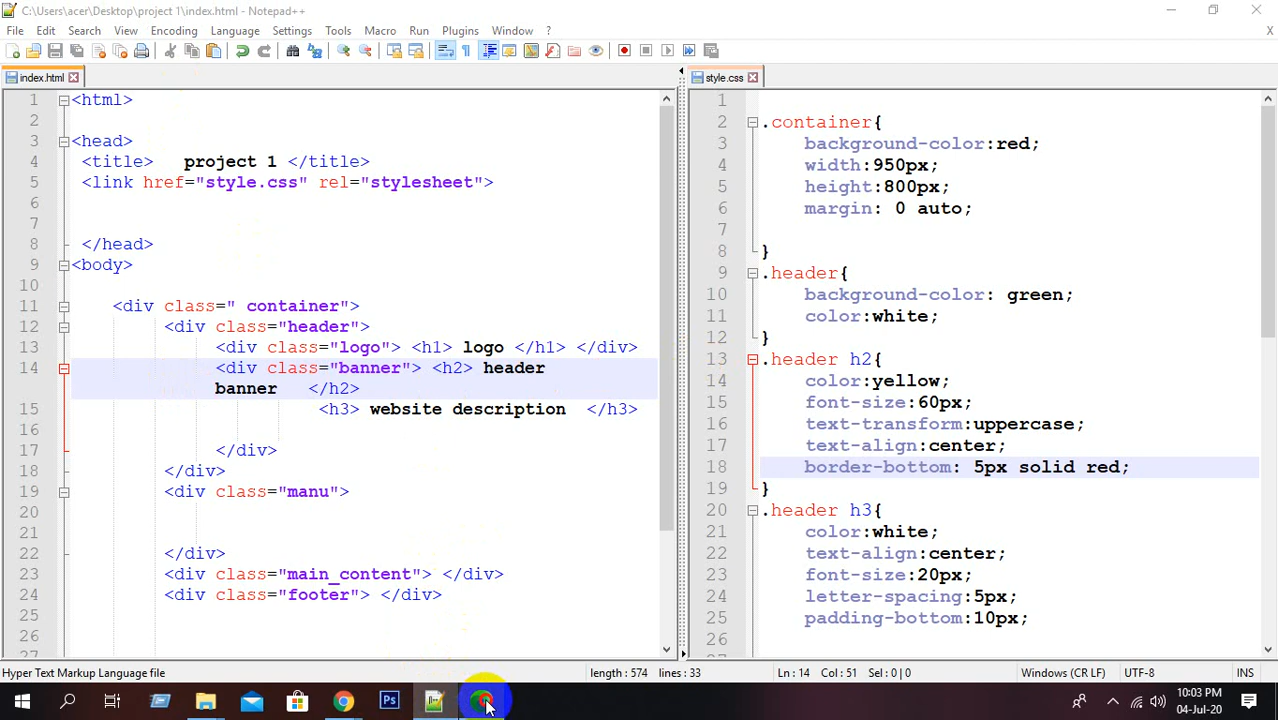 C:\Users\acer\Desktop\project 1\index.html - Notepad++
File Edit Search View Encoding Language Settings Tools Macro Run Plugins Window ? X
index.html
1 <html>
2
3 <head>
4 <title> project 1 </title>
5 <link href="style.css" rel="stylesheet">
6
7
8 </head>
9 <body>
10
11 <div class=" container">
12 <div class="header">
13 <div class="logo"> <h1> logo </h1> </div>
14 <div class="banner"> <h2> header
banner </h2>
15 <h3> website description </h3>
16
17 </div>
18 </div>
19 <div class="manu">
20
21
22 </div>
23 <div class="main_content"> </div>
24 <div class="footer"> </div>
25
26
27
style.css
1
2 .container{
3 background-color:red;
4 width:950px;
5 height:800px;
6 margin: 0 auto;
7
8 }
9 .header{
10 background-color: green;
11 color:white;
12 }
13 .header h2{
14 color:yellow;
15 font-size:60px;
16 text-transform:uppercase;
17 text-align:center;
18 border-bottom: 5px solid red;
19 }
20 .header h3{
21 color:white;
22 text-align:center;
23 font-size:20px;
24 letter-spacing:5px;
25 padding-bottom:10px;
26
27
Hyper Text Markup Language file length : 574 lines : 33 Ln : 14 Col : 51 Sel : 0 | 0 Windows (CR LF) UTF-8 INS
Ps
10:03 PM
04-Jul-20